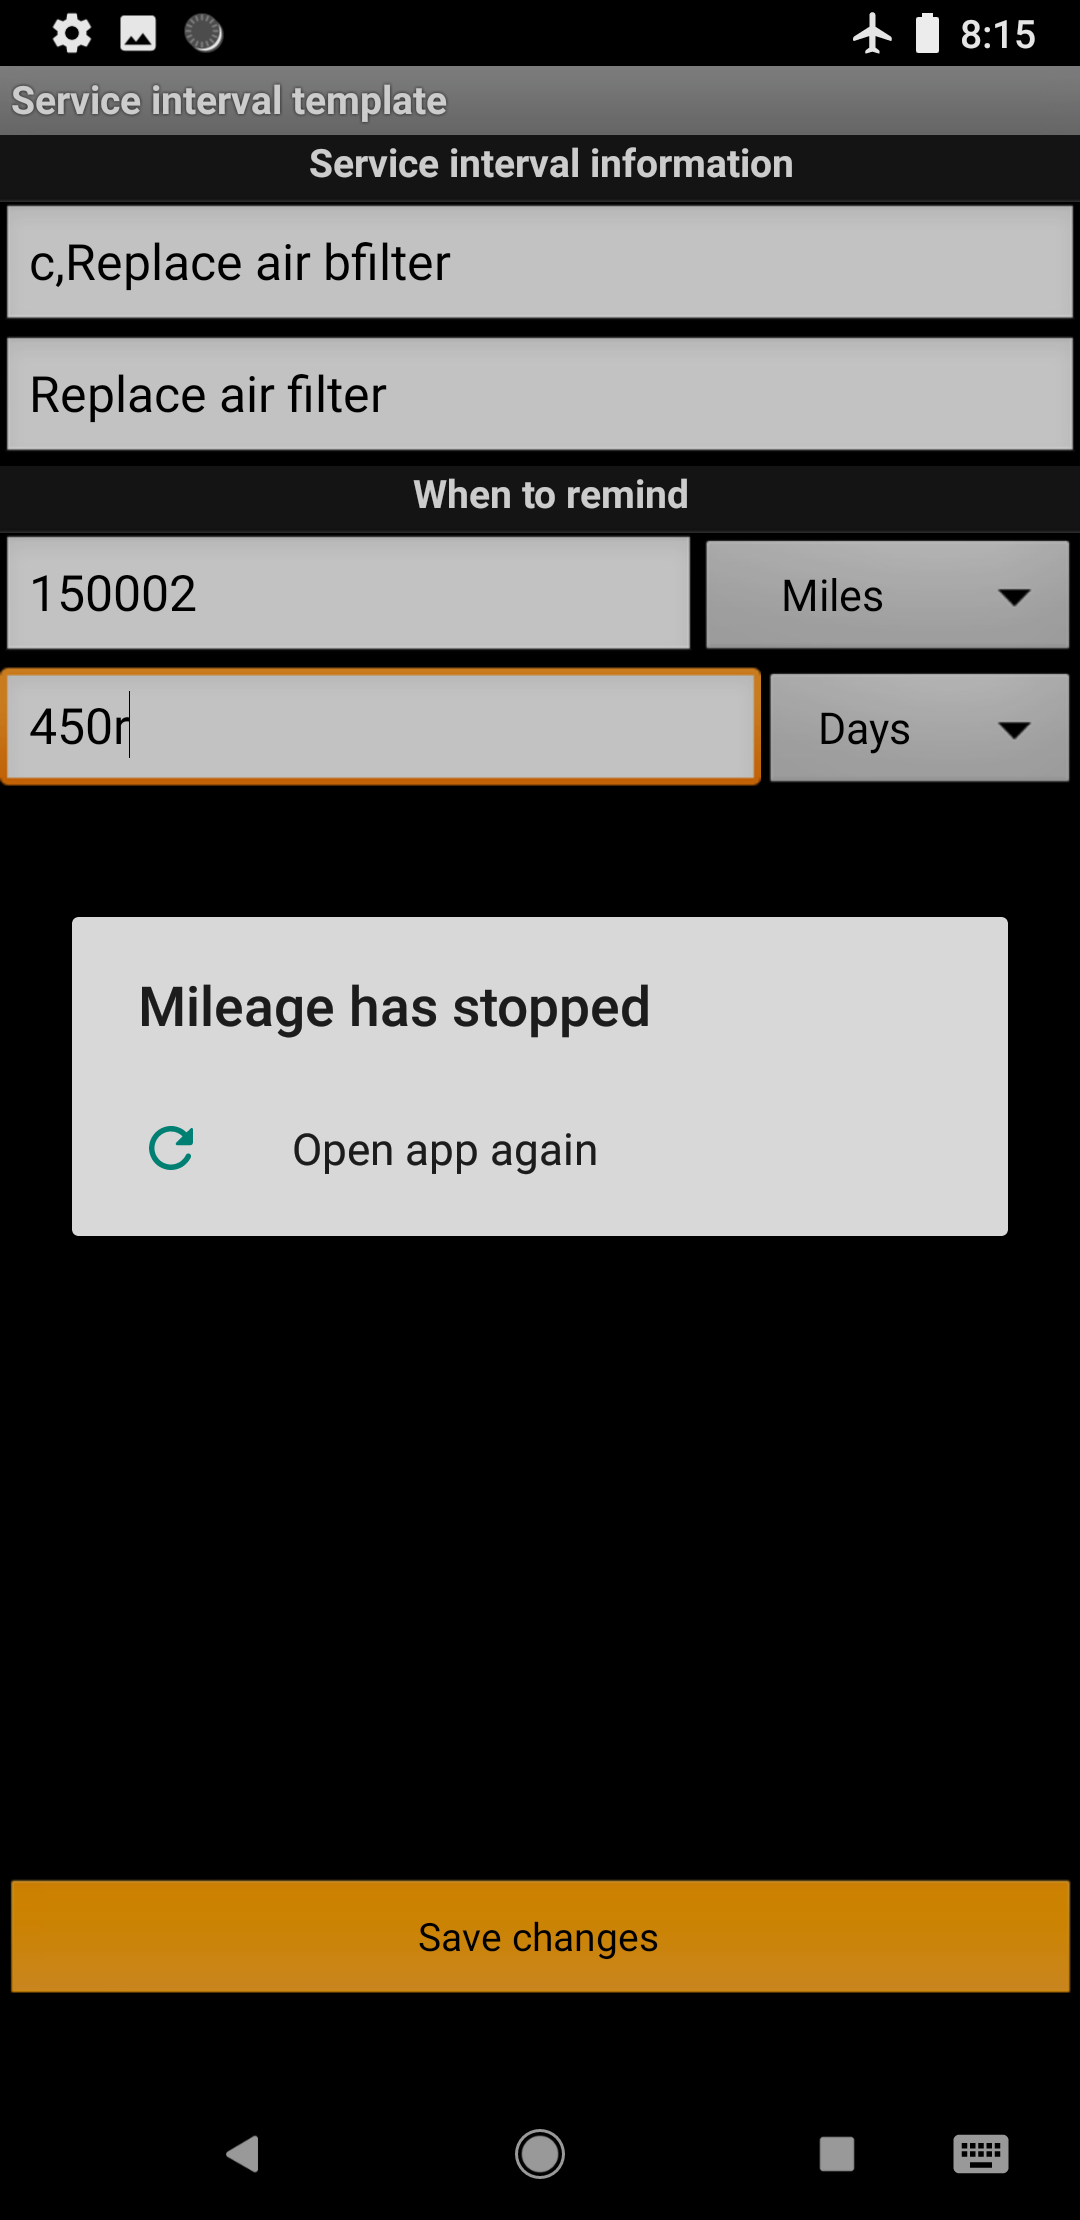 8:15
Service interval template
Service interval information
c,Replace air bfilter
Replace air filter
When to remind
150002
Miles
450r
Days
Mileage has stopped
Open app again
Save changes